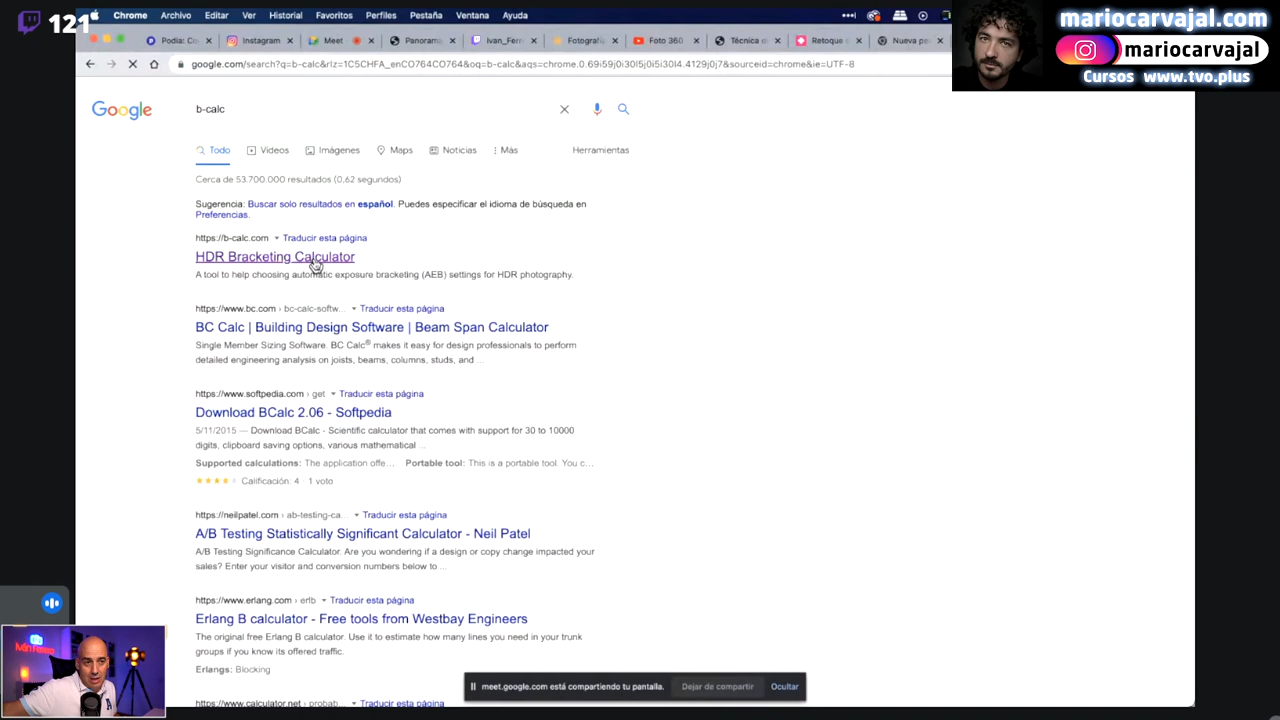 121
Chrome Archivo Editar Ver Historial Favoritos Perfiles Pestaña Ventana Ayuda
mariocarvajal.com
mariocarvajal
Cursos www.tvo.plus
Podia: C Instagram Meet Panorama Ivan_Ferr Fotografi Foto 360 Técnica Retoque Nueva pe
google.com/search?q=b-calc&rlz=1C5CHFA_enCO764CO764&oq=b-calc&aqs=chrome.0.69i59j0i30l5j0i5i30l4.4129j0j7&sourceid=chrome&ie=UTF-8
Google
b-calc
Todo Videos Imágenes Maps Noticias Más Herramientas
Cerca de 53.700.000 resultados (0,62 segundos)
Sugerencia: Buscar solo resultados en español. Puedes especificar el idioma de búsqueda en
Preferencias.
https://b-calc.com Traducir esta página
HDR Bracketing Calculator
A tool to help choosing automatic exposure bracketing (AEB) settings for HDR photography.
https://www.bc.com › bc-calc-softw... Traducir esta página
BC Calc | Building Design Software | Beam Span Calculator
Single Member Sizing Software. BC Calc® makes it easy for design professionals to perform
detailed engineering analysis on joists, beams, columns, studs, and ...
https://www.softpedia.com › get Traducir esta página
Download BCalc 2.06 - Softpedia
5/11/2015 — Download BCalc - Scientific calculator that comes with support for 30 to 10000
digits, clipboard saving options, various mathematical ...
Supported calculations: The application offe... Portable tool: This is a portable tool. You c...
Calificación: 4 1 voto
https://neilpatel.com › ab-testing-ca... Traducir esta página
A/B Testing Statistically Significant Calculator - Neil Patel
A/B Testing Significance Calculator. Are you wondering if a design or copy change impacted your
sales? Enter your visitor and conversion numbers below to ...
https://www.erlang.com › erlb Traducir esta página
Erlang B calculator - Free tools from Westbay Engineers
The original free Erlang B calculator. Use it to estimate how many lines you need in your trunk
groups if you know its offered traffic.
Erlangs: Blocking
https://www.calculator.net › probab... Traducir esta página
meet.google.com está compartiendo tu pantalla. Dejar de compartir Ocultar